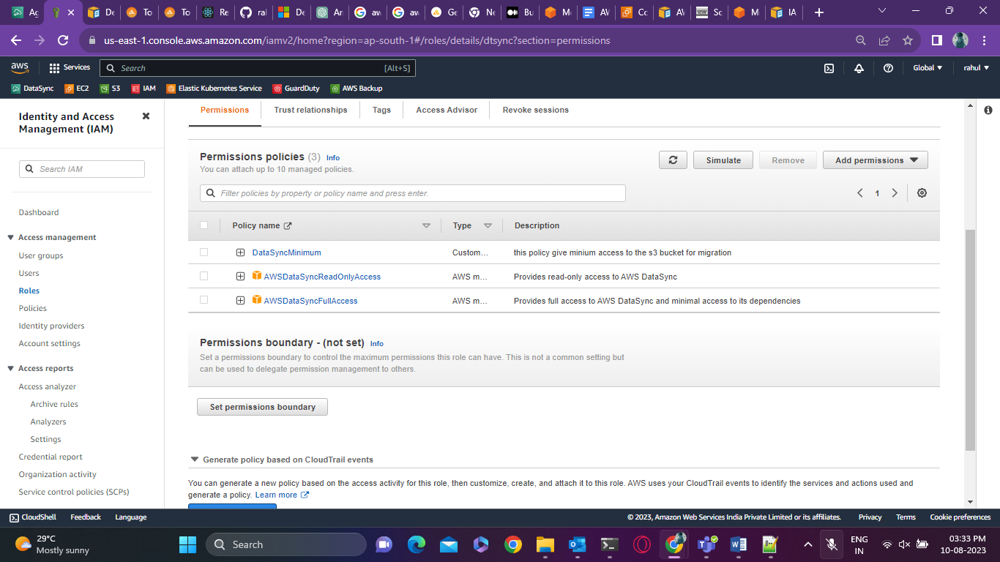 Ag
De
To
To
Re
ral
De
An
aw
aw
Ge
Ne
Bu
Mo
AV
Co
AV
Sc
M
IA
us-east-1.console.aws.amazon.com/iamv2/home?region=ap-south-1#/roles/details/dtsync?section=permissions
aws Services Search [Alt+S] Global rahul
DataSync EC2 S3 IAM Elastic Kubernetes Service GuardDuty AWS Backup
Identity and Access
Management (IAM)
Search IAM
Dashboard
Access management
User groups
Users
Roles
Policies
Identity providers
Account settings
Access reports
Access analyzer
Archive rules
Analyzers
Settings
Credential report
Organization activity
Service control policies (SCPs)
Permissions Trust relationships Tags Access Advisor Revoke sessions
Permissions policies (3) Info
You can attach up to 10 managed policies.
Simulate Remove Add permissions
Filter policies by property or policy name and press enter.
1
Policy name Type Description
DataSyncMinimum Custom... this policy give minium access to the s3 bucket for migration
AWSDataSyncReadOnlyAccess AWS m... Provides read-only access to AWS DataSync
AWSDataSyncFullAccess AWS m... Provides full access to AWS DataSync and minimal access to its dependencies
Permissions boundary - (not set) Info
Set a permissions boundary to control the maximum permissions this role can have. This is not a common setting but
can be used to delegate permission management to others.
Set permissions boundary
Generate policy based on CloudTrail events
You can generate a new policy based on the access activity for this role, then customize, create, and attach it to this role. AWS uses your CloudTrail events to identify the services and actions used and
generate a policy. Learn more
CloudShell Feedback Language © 2023, Amazon Web Services India Private Limited or its affiliates. Privacy Terms Cookie preferences
29°C
Mostly sunny
Search
ENG
IN
03:33 PM
10-08-2023